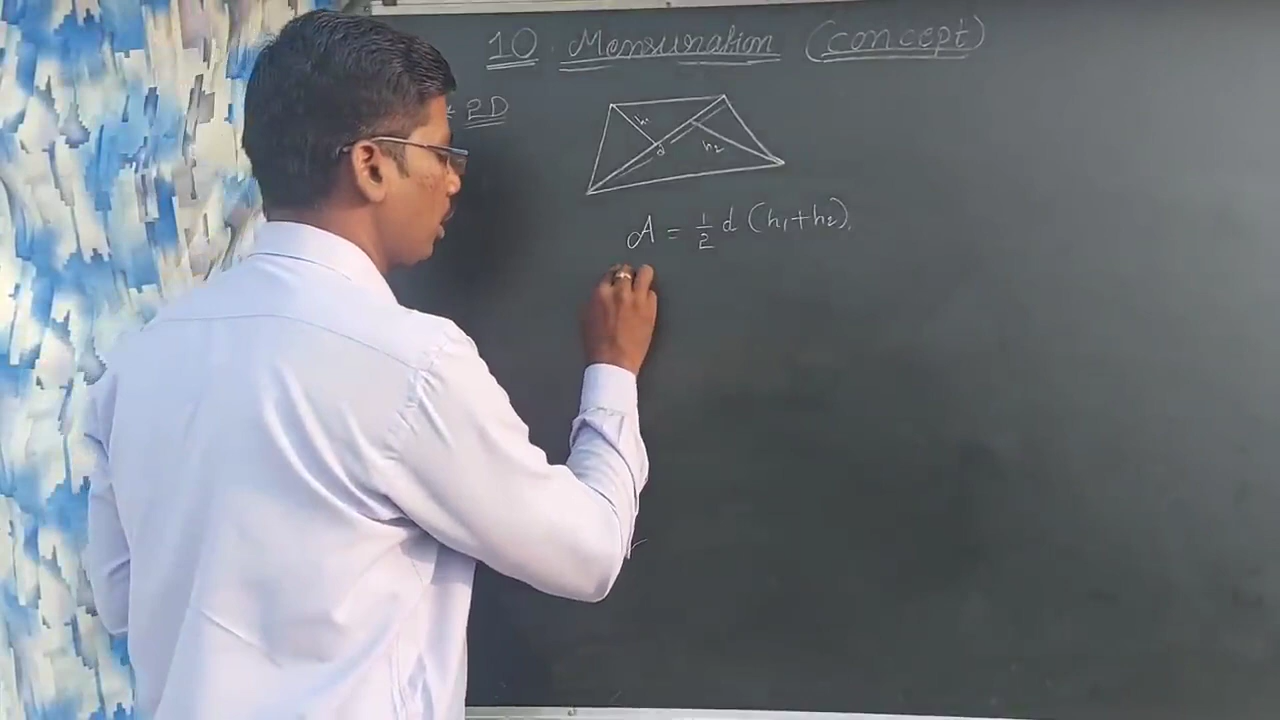 10. Mensuration (concept)
* 2D
h1
d
h2
A = 1/2 d (h1+h2).